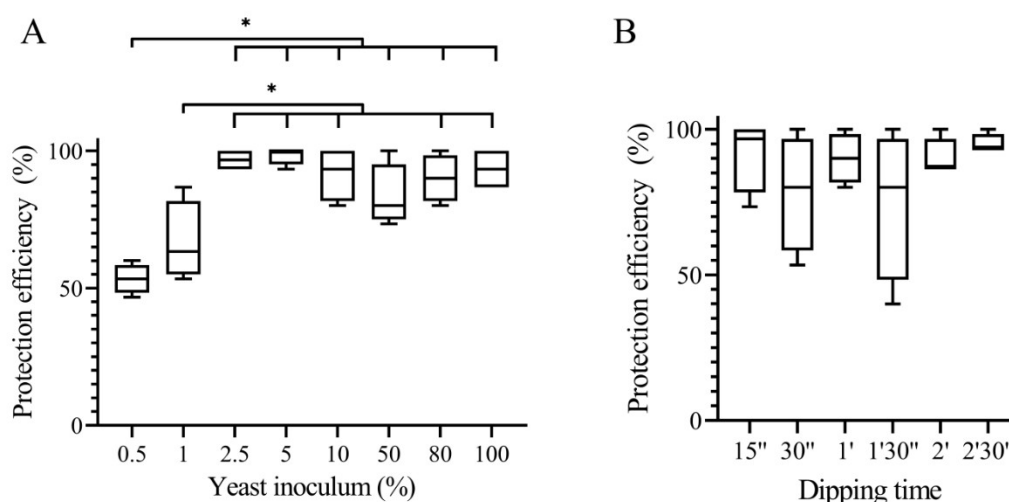 A
*
*
Protection efficiency (%)
100
50
0
0.5 1 2.5 5 10 50 80 100
Yeast inoculum (%)
B
Protection efficiency (%)
100
50
0
15" 30" 1' 1'30" 2' 2'30"
Dipping time